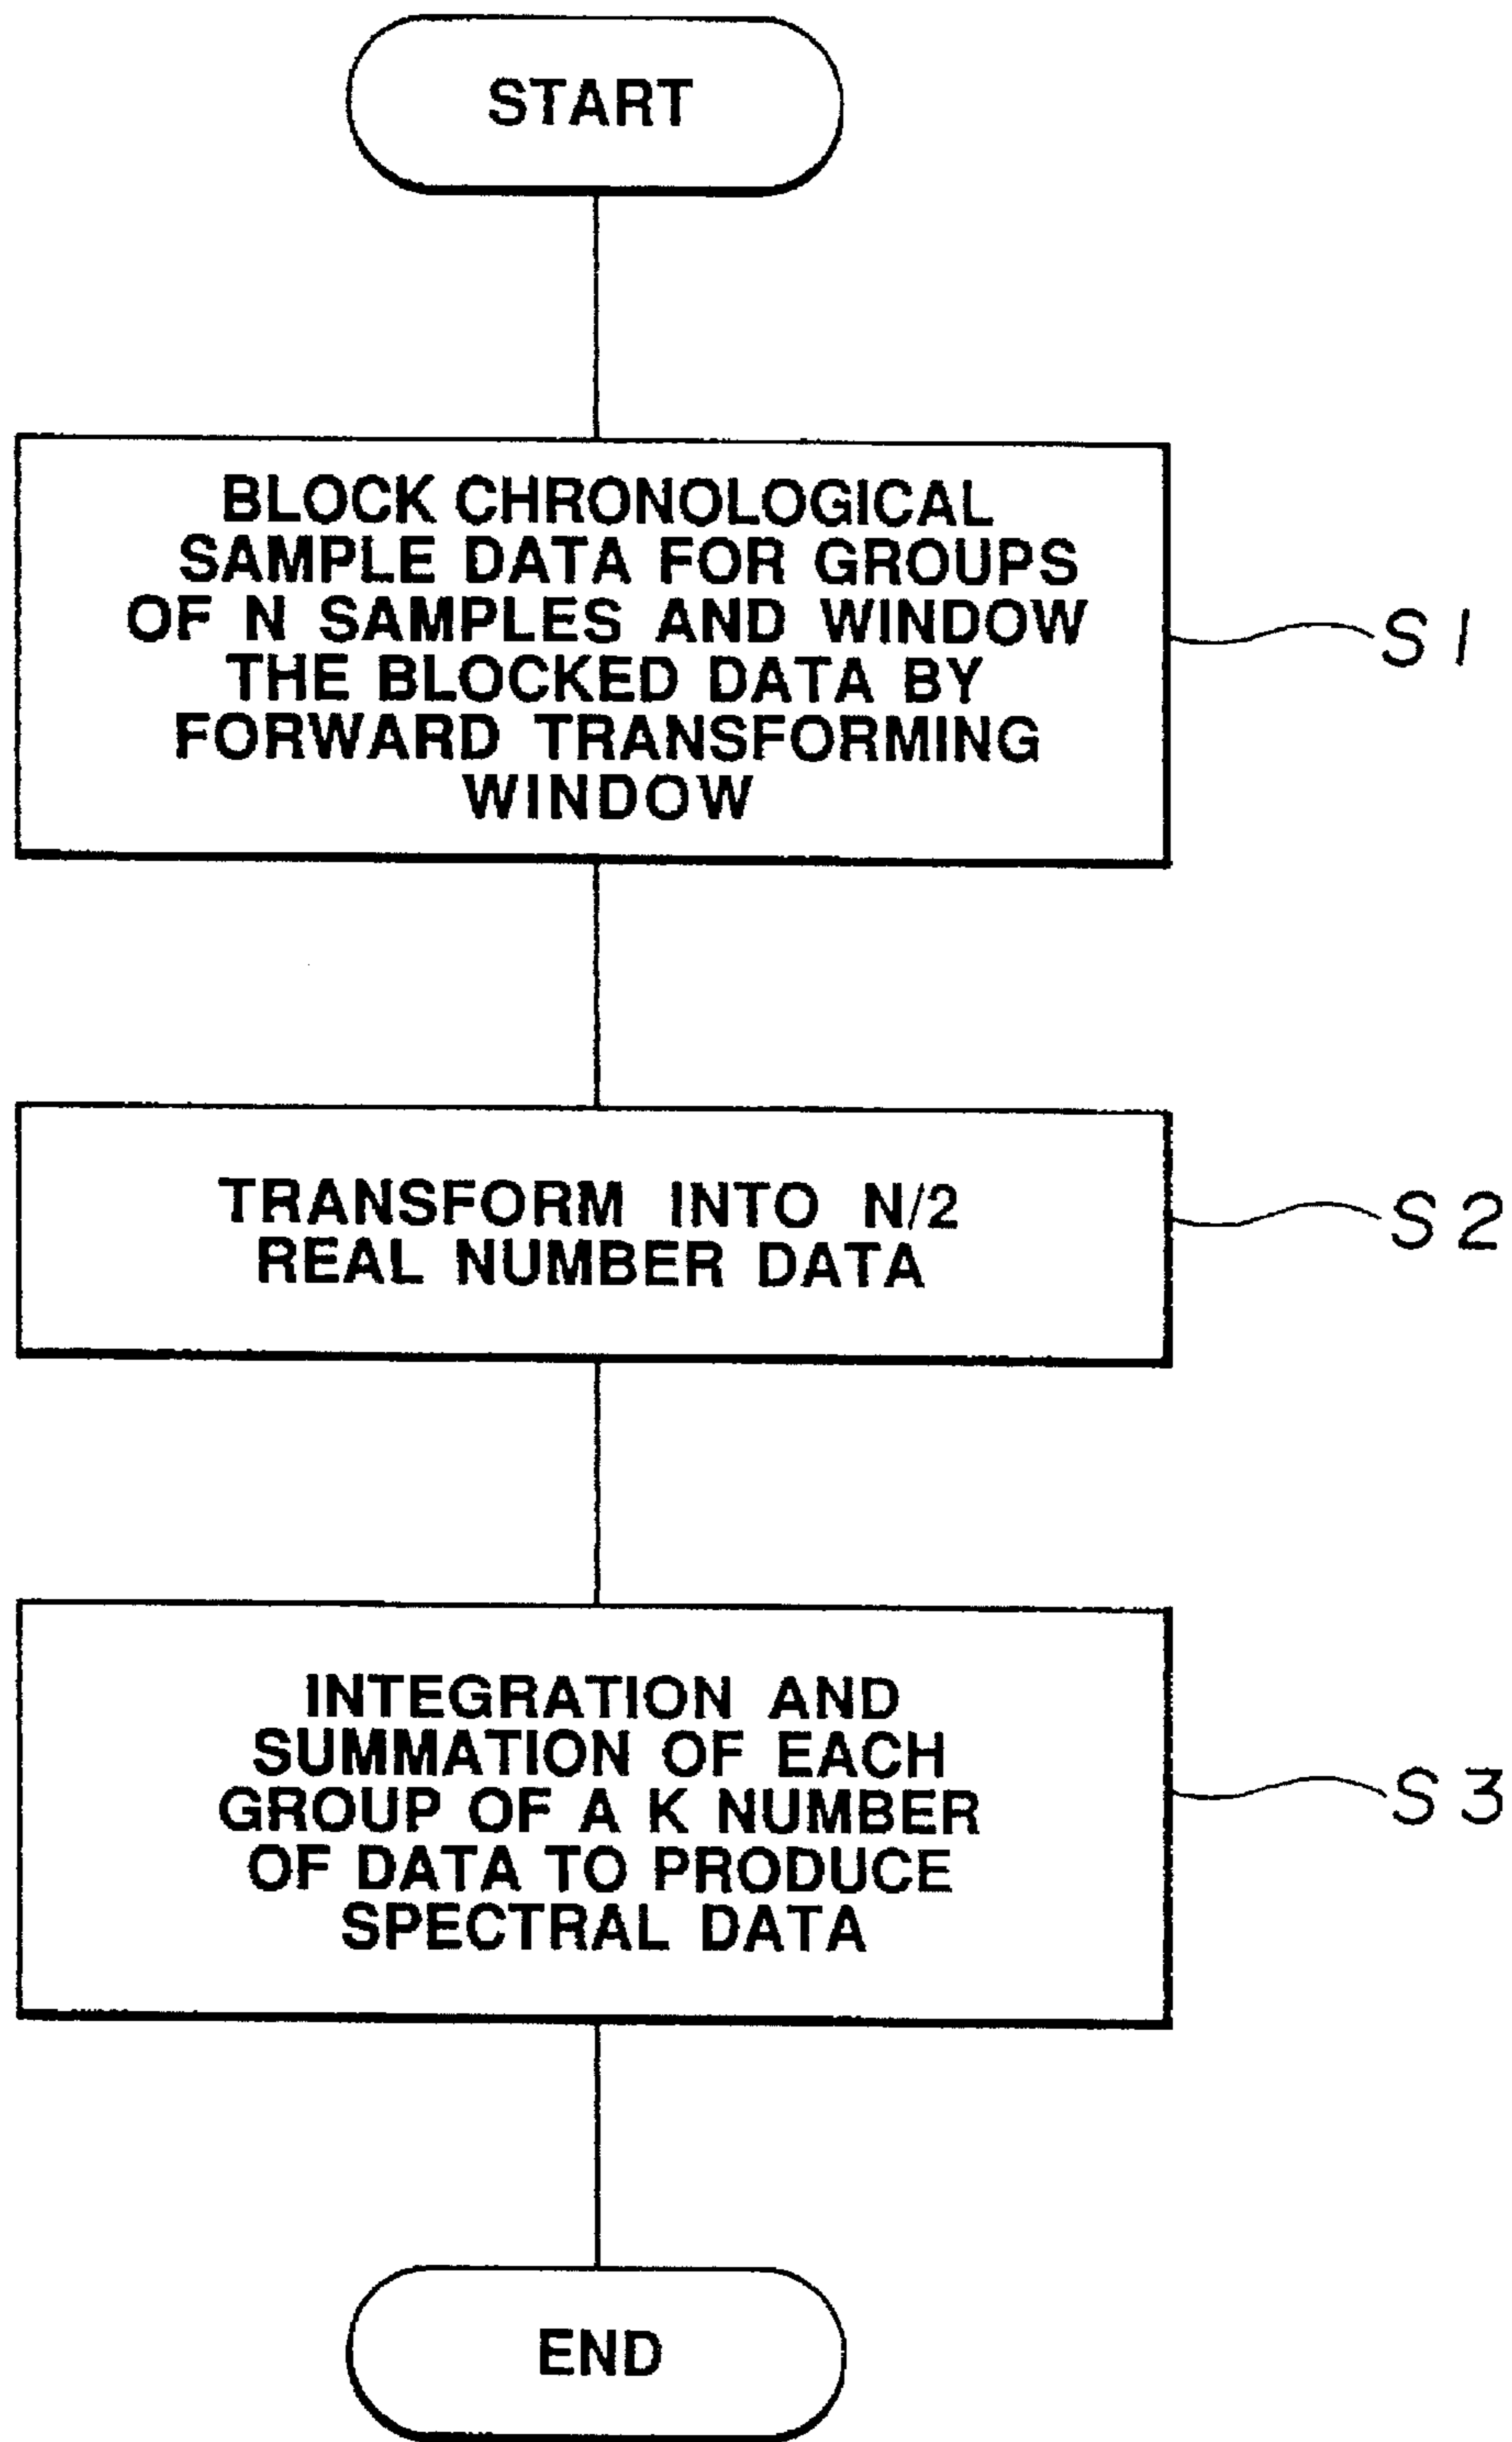 START
BLOCK CHRONOLOGICAL
SAMPLE DATA FOR GROUPS
OF N SAMPLES AND WINDOW
THE BLOCKED DATA BY
FORWARD TRANSFORMING
WINDOW
S1
TRANSFORM INTO N/2
REAL NUMBER DATA
S2
INTEGRATION AND
SUMMATION OF EACH
GROUP OF A K NUMBER
OF DATA TO PRODUCE
SPECTRAL DATA
S3
END